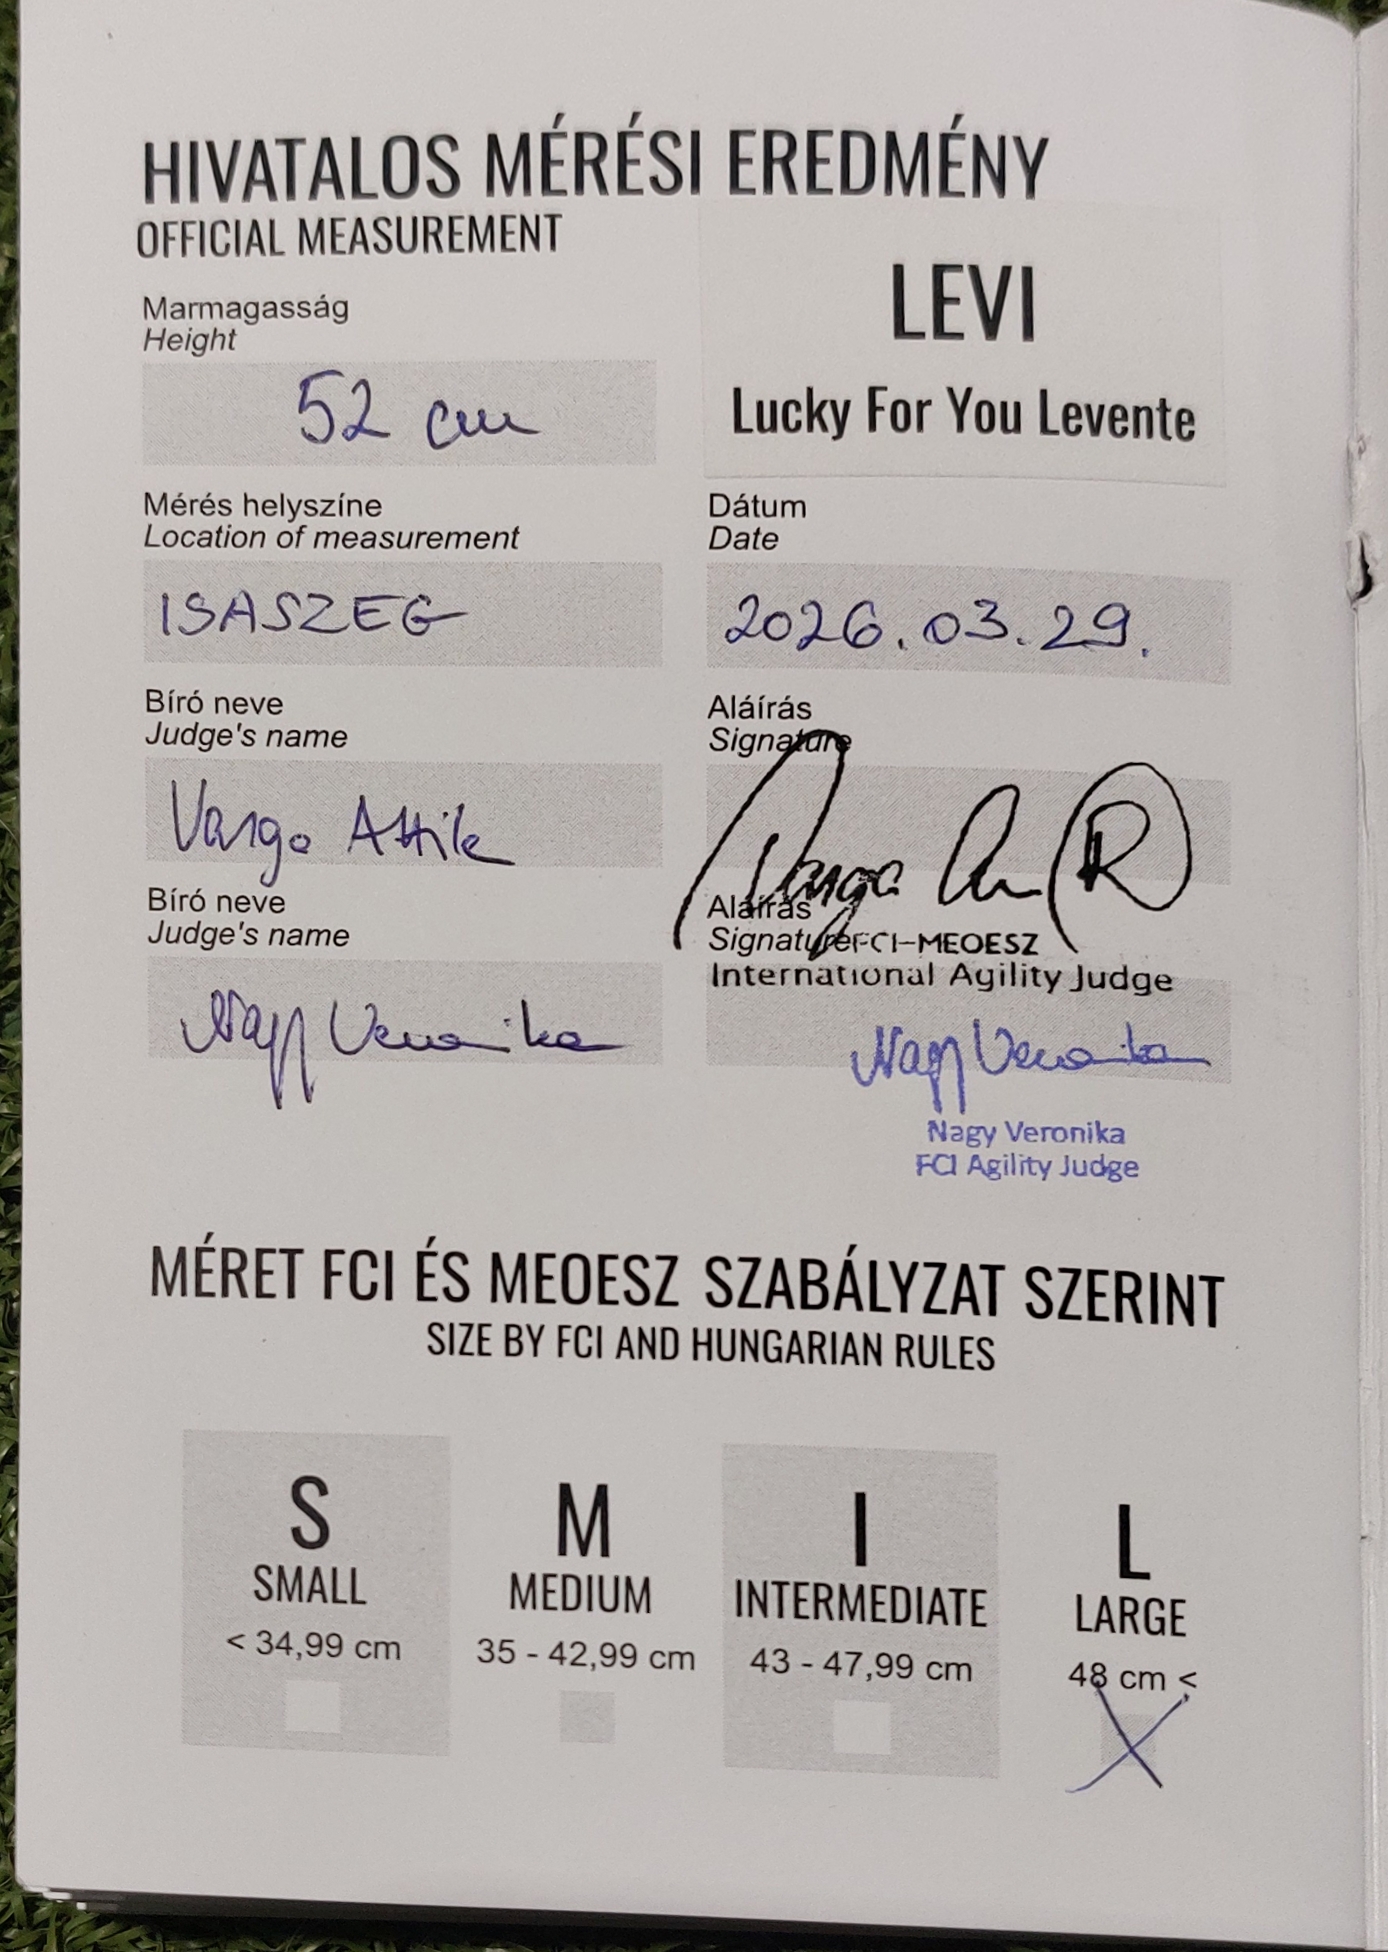 HIVATALOS MÉRÉSI EREDMÉNY
OFFICIAL MEASUREMENT
LEVI
Lucky For You Levente
Marmagasság
Height
52 cm
Mérés helyszíne
Location of measurement
ISASZEG
Dátum
Date
2026.03.29.
Bíró neve
Judge's name
Varga Attila
Aláírás
Signature
Varga
Bíró neve
Judge's name
Nagy Veronika
Aláírás
Signature
FCI-MEOESZ
International Agility Judge
Nagy Veronika
Nagy Veronika
FCI Agility Judge
MÉRET FCI ÉS MEOESZ SZABÁLYZAT SZERINT
SIZE BY FCI AND HUNGARIAN RULES
S
SMALL
< 34,99 cm
M
MEDIUM
35 - 42,99 cm
I
INTERMEDIATE
43 - 47,99 cm
L
LARGE
48 cm <
X